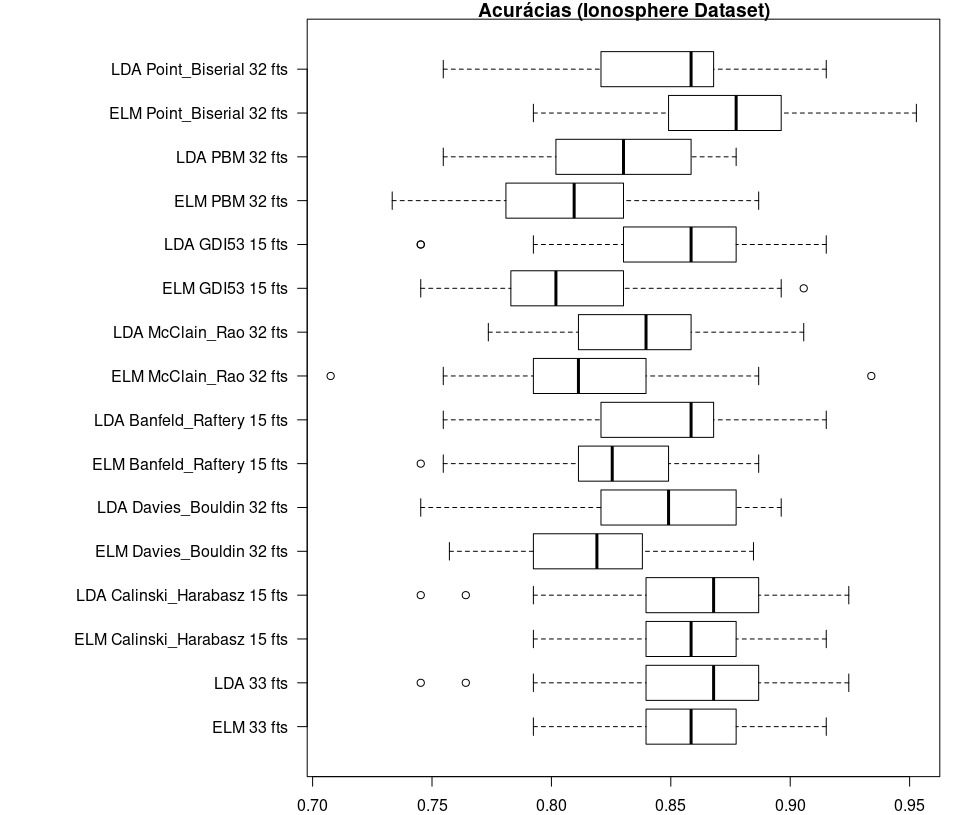 Acurácias (Ionosphere Dataset)
LDA Point_Biserial 32 fts
ELM Point_Biserial 32 fts
LDA PBM 32 fts
ELM PBM 32 fts
LDA GDI53 15 fts
ELM GDI53 15 fts
LDA McClain_Rao 32 fts
ELM McClain_Rao 32 fts
LDA Banfeld_Raftery 15 fts
ELM Banfeld_Raftery 15 fts
LDA Davies_Bouldin 32 fts
ELM Davies_Bouldin 32 fts
LDA Calinski_Harabasz 15 fts
ELM Calinski_Harabasz 15 fts
LDA 33 fts
ELM 33 fts
0.70 0.75 0.80 0.85 0.90 0.95